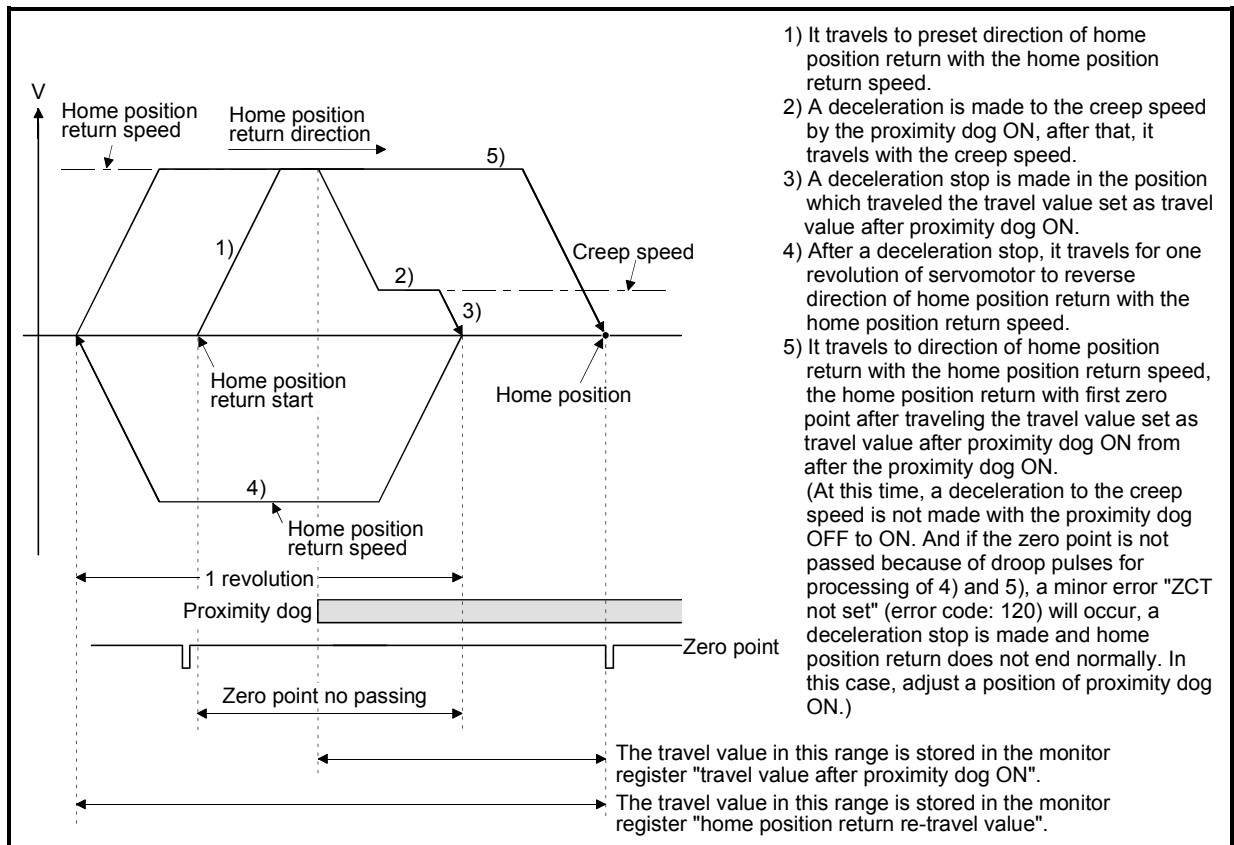 1) It travels to preset direction of home
position return with the home position
return speed.
2) A deceleration is made to the creep speed
by the proximity dog ON, after that, it
travels with the creep speed.
3) A deceleration stop is made in the position
which traveled the travel value set as travel
value after proximity dog ON.
4) After a deceleration stop, it travels for one
revolution of servomotor to reverse
direction of home position return with the
home position return speed.
5) It travels to direction of home position
return with the home position return speed,
the home position return with first zero
point after traveling the travel value set as
travel value after proximity dog ON from
after the proximity dog ON.
(At this time, a deceleration to the creep
speed is not made with the proximity dog
OFF to ON. And if the zero point is not
passed because of droop pulses for
processing of 4) and 5), a minor error "ZCT
not set" (error code: 120) will occur, a
deceleration stop is made and home
position return does not end normally. In
this case, adjust a position of proximity dog
ON.)
V
Home position
return speed
Home position
return direction
5)
1)
Creep speed
2)
3)
Home position
return start
Home position
4)
Home position
return speed
1 revolution
Proximity dog
Zero point
Zero point no passing
The travel value in this range is stored in the monitor
register "travel value after proximity dog ON".
The travel value in this range is stored in the monitor
register "home position return re-travel value".